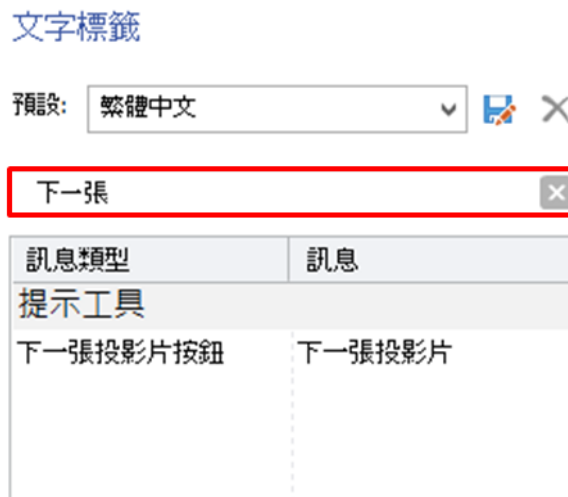 文字標籤
預設: 繁體中文
下一張
訊息類型 訊息
提示工具
下一張投影片按鈕 下一張投影片